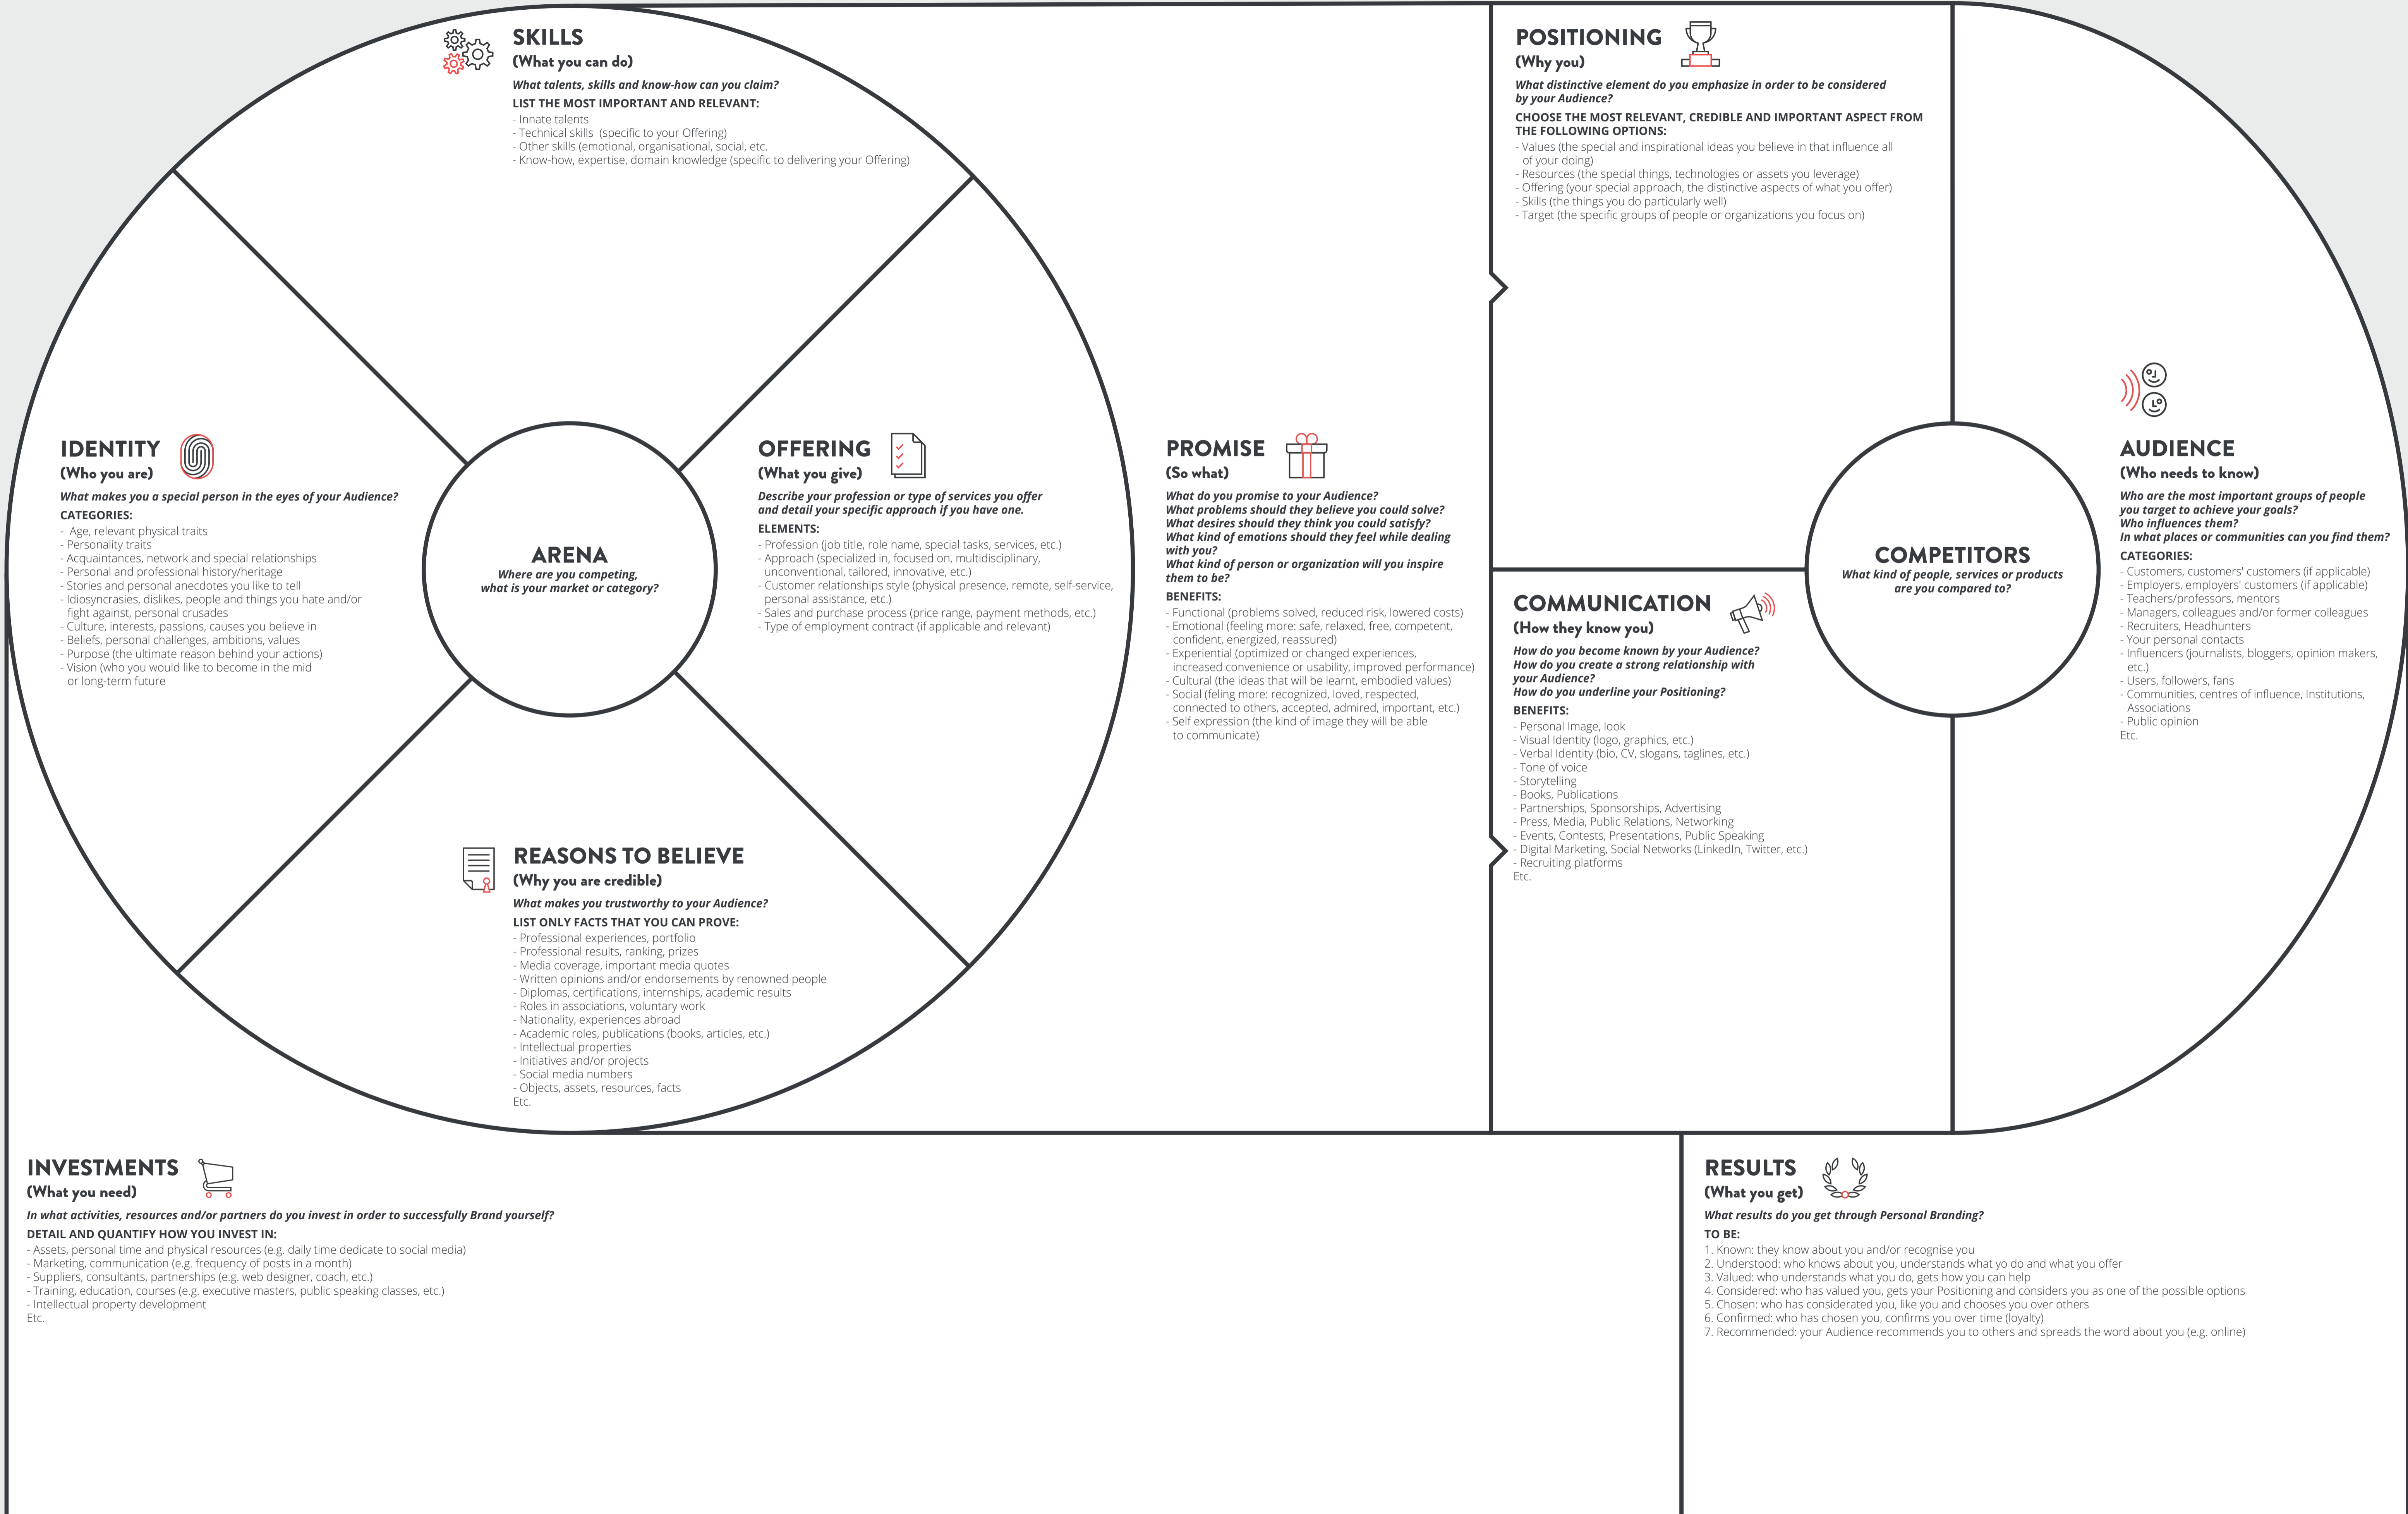 SKILLS
(What you can do)
What talents, skills and know-how can you claim?
LIST THE MOST IMPORTANT AND RELEVANT:
- Innate talents
- Technical skills (specific to your Offering)
- Other skills (emotional, organisational, social, etc.
- Know-how, expertise, domain knowledge (specific to delivering your Offering)
POSITIONING
(Why you)
What distinctive element do you emphasize in order to be considered
by your Audience?
CHOOSE THE MOST RELEVANT, CREDIBLE AND IMPORTANT ASPECT FROM
THE FOLLOWING OPTIONS:
- Values (the special and inspirational ideas you believe in that influence all
of your doing)
- Resources (the special things, technologies or assets you leverage)
- Offering (your special approach, the distinctive aspects of what you offer)
- Skills (the things you do particularly well)
- Target (the specific groups of people or organizations you focus on)
IDENTITY
(Who you are)
What makes you a special person in the eyes of your Audience?
CATEGORIES:
- Age, relevant physical traits
- Personality traits
- Acquaintances, network and special relationships
- Personal and professional history/heritage
- Stories and personal anecdotes you like to tell
- Idiosyncrasies, dislikes, people and things you hate and/or
fight against, personal crusades
- Culture, interests, passions, causes you believe in
- Beliefs, personal challenges, ambitions, values
- Purpose (the ultimate reason behind your actions)
- Vision (who you would like to become in the mid
or long-term future
ARENA
Where are you competing,
what is your market or category?
OFFERING
(What you give)
Describe your profession or type of services you offer
and detail your specific approach if you have one.
ELEMENTS:
- Profession (job title, role name, special tasks, services, etc.)
- Approach (specialized in, focused on, multidisciplinary,
unconventional, tailored, innovative, etc.)
- Customer relationships style (physical presence, remote, self-service,
personal assistance, etc.)
- Sales and purchase process (price range, payment methods, etc.)
- Type of employment contract (if applicable and relevant)
PROMISE
(So what)
What do you promise to your Audience?
What problems should they believe you could solve?
What desires should they think you could satisfy?
What kind of emotions should they feel while dealing
with you?
What kind of person or organization will you inspire
them to be?
BENEFITS:
- Functional (problems solved, reduced risk, lowered costs)
- Emotional (feeling more: safe, relaxed, free, competent,
confident, energized, reassured)
- Experiential (optimized or changed experiences,
increased convenience or usability, improved performance)
- Cultural (the ideas that will be learnt, embodied values)
- Social (feling more: recognized, loved, respected,
connected to others, accepted, admired, important, etc.)
- Self expression (the kind of image they will be able
to communicate)
COMMUNICATION
(How they know you)
How do you become known by your Audience?
How do you create a strong relationship with
your Audience?
How do you underline your Positioning?
BENEFITS:
- Personal Image, look
- Visual Identity (logo, graphics, etc.)
- Verbal Identity (bio, CV, slogans, taglines, etc.)
- Tone of voice
- Storytelling
- Books, Publications
- Partnerships, Sponsorships, Advertising
- Press, Media, Public Relations, Networking
- Events, Contests, Presentations, Public Speaking
- Digital Marketing, Social Networks (LinkedIn, Twitter, etc.)
- Recruiting platforms
Etc.
COMPETITORS
What kind of people, services or products
are you compared to?
AUDIENCE
(Who needs to know)
Who are the most important groups of people
you target to achieve your goals?
Who influences them?
In what places or communities can you find them?
CATEGORIES:
- Customers, customers' customers (if applicable)
- Employers, employers' customers (if applicable)
- Teachers/professors, mentors
- Managers, colleagues and/or former colleagues
- Recruiters, Headhunters
- Your personal contacts
- Influencers (journalists, bloggers, opinion makers,
etc.)
- Users, followers, fans
- Communities, centres of influence, Institutions,
Associations
- Public opinion
Etc.
REASONS TO BELIEVE
(Why you are credible)
What makes you trustworthy to your Audience?
LIST ONLY FACTS THAT YOU CAN PROVE:
- Professional experiences, portfolio
- Professional results, ranking, prizes
- Media coverage, important media quotes
- Written opinions and/or endorsements by renowned people
- Diplomas, certifications, internships, academic results
- Roles in associations, voluntary work
- Nationality, experiences abroad
- Academic roles, publications (books, articles, etc.)
- Intellectual properties
- Initiatives and/or projects
- Social media numbers
- Objects, assets, resources, facts
Etc.
INVESTMENTS
(What you need)
In what activities, resources and/or partners do you invest in order to successfully Brand yourself?
DETAIL AND QUANTIFY HOW YOU INVEST IN:
- Assets, personal time and physical resources (e.g. daily time dedicate to social media)
- Marketing, communication (e.g. frequency of posts in a month)
- Suppliers, consultants, partnerships (e.g. web designer, coach, etc.)
- Training, education, courses (e.g. executive masters, public speaking classes, etc.)
- Intellectual property development
Etc.
RESULTS
(What you get)
What results do you get through Personal Branding?
TO BE:
1. Known: they know about you and/or recognise you
2. Understood: who knows about you, understands what yo do and what you offer
3. Valued: who understands what you do, gets how you can help
4. Considered: who has valued you, gets your Positioning and considers you as one of the possible options
5. Chosen: who has considerated you, like you and chooses you over others
6. Confirmed: who has chosen you, confirms you over time (loyalty)
7. Recommended: your Audience recommends you to others and spreads the word about you (e.g. online)